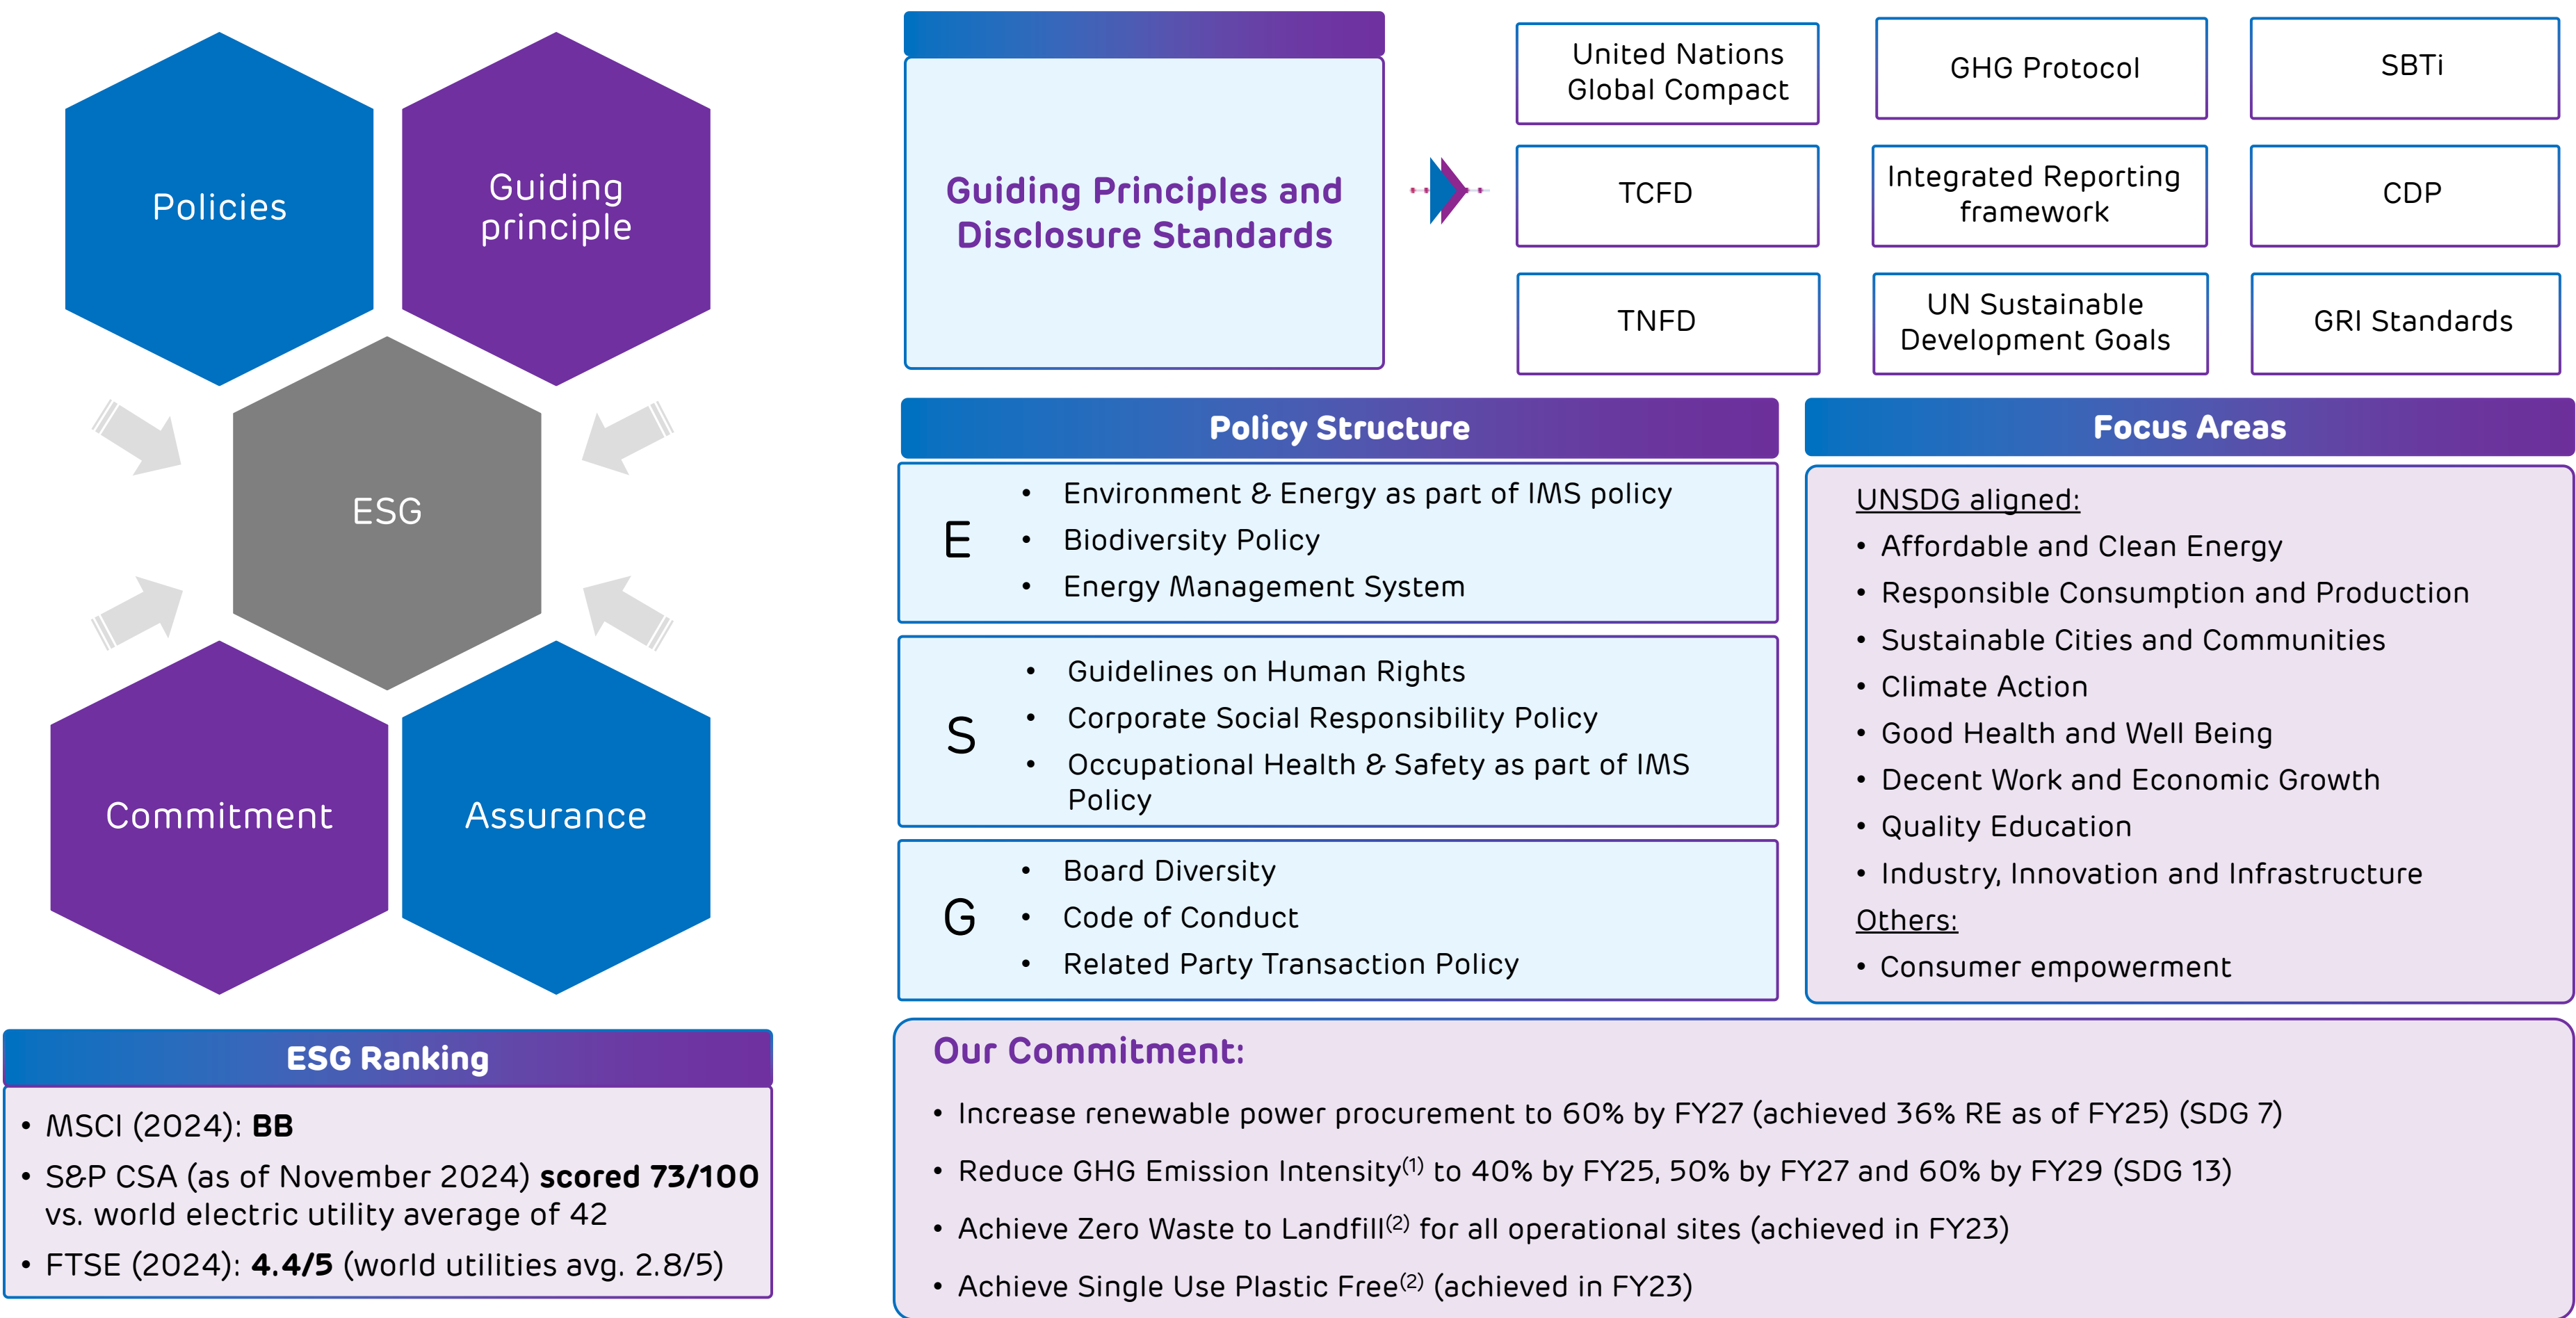 Policies
Guiding
principle
ESG
Commitment
Assurance
ESG Ranking
• MSCI (2024): BB
• S&P CSA (as of November 2024) scored 73/100
vs. world electric utility average of 42
• FTSE (2024): 4.4/5 (world utilities avg. 2.8/5)
Guiding Principles and
Disclosure Standards
United Nations
Global Compact
GHG Protocol
SBTi
TCFD
Integrated Reporting
framework
CDP
TNFD
UN Sustainable
Development Goals
GRI Standards
Policy Structure
E
• Environment & Energy as part of IMS policy
• Biodiversity Policy
• Energy Management System
S
• Guidelines on Human Rights
• Corporate Social Responsibility Policy
• Occupational Health & Safety as part of IMS
Policy
G
• Board Diversity
• Code of Conduct
• Related Party Transaction Policy
Focus Areas
UNSDG aligned:
• Affordable and Clean Energy
• Responsible Consumption and Production
• Sustainable Cities and Communities
• Climate Action
• Good Health and Well Being
• Decent Work and Economic Growth
• Quality Education
• Industry, Innovation and Infrastructure
Others:
• Consumer empowerment
Our Commitment:
• Increase renewable power procurement to 60% by FY27 (achieved 36% RE as of FY25) (SDG 7)
• Reduce GHG Emission Intensity(1) to 40% by FY25, 50% by FY27 and 60% by FY29 (SDG 13)
• Achieve Zero Waste to Landfill(2) for all operational sites (achieved in FY23)
• Achieve Single Use Plastic Free(2) (achieved in FY23)